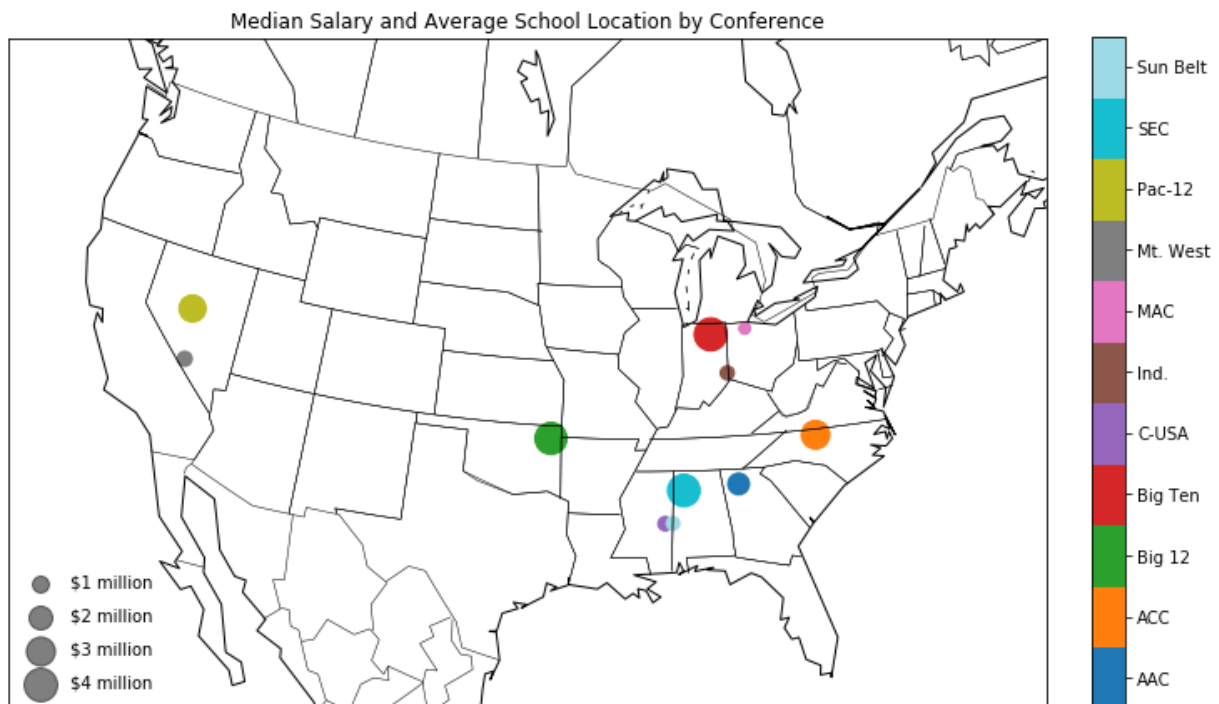 Median Salary and Average School Location by Conference
Sun Belt
SEC
Pac-12
Mt. West
MAC
Ind.
C-USA
Big Ten
Big 12
ACC
AAC
$1 million
$2 million
$3 million
$4 million